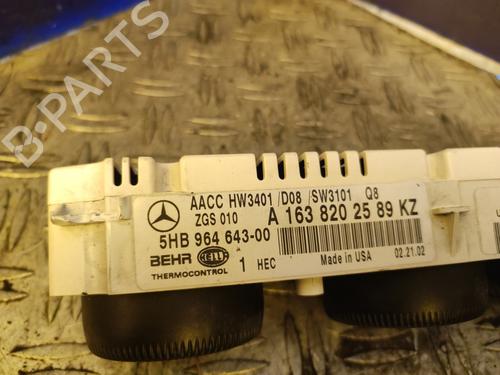 B-PARTS
AACC HW3401 /D08 /SW3101 Q8
ZGS 010
A 163 820 25 89 KZ
5HB 964 643-00
BEHR HELLA
THERMOCONTROL
1 HEC
Made in USA
02.21.02